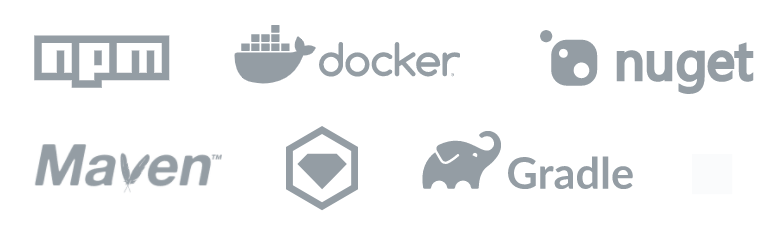 npm
docker
nuget
Maven™
Gradle